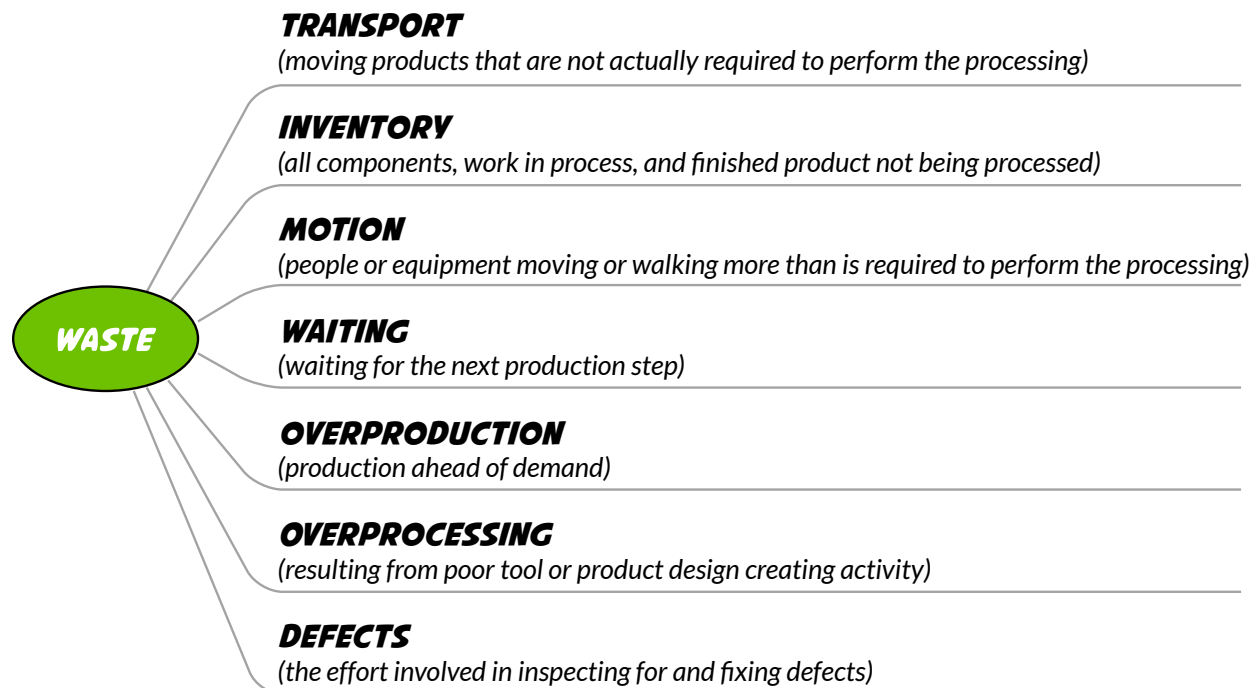 TRANSPORT
(moving products that are not actually required to perform the processing)
INVENTORY
(all components, work in process, and finished product not being processed)
MOTION
(people or equipment moving or walking more than is required to perform the processing)
WASTE
WAITING
(waiting for the next production step)
OVERPRODUCTION
(production ahead of demand)
OVERPROCESSING
(resulting from poor tool or product design creating activity)
DEFECTS
(the effort involved in inspecting for and fixing defects)